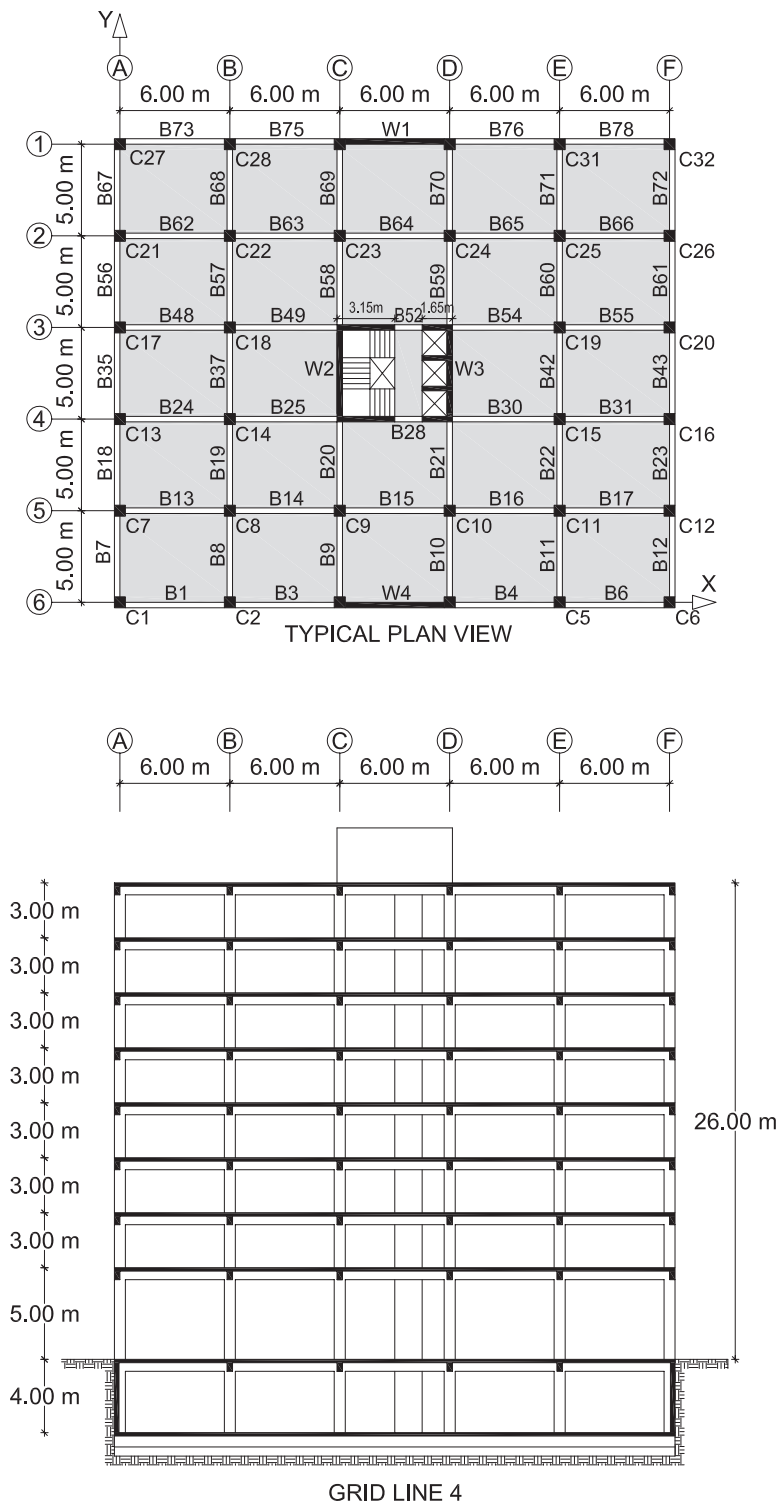 Y
A B C D E F
6.00 m 6.00 m 6.00 m 6.00 m 6.00 m
B73 B75 W1 B76 B78
1
C27 C28 C31 C32
5.00 m B67 B68 B69 B70 B71 B72
B62 B63 B64 B65 B66
2
C21 C22 C23 C24 C25 C26
5.00 m B56 B57 B58 B59 B60 B61
3.15m 1.65m
B48 B49 B52 B54 B55
3
C17 C18 C19 C20
5.00 m B35 B37 W2 W3 B42 B43
B24 B25 B30 B31
4
C13 C14 B28 C15 C16
5.00 m B18 B19 B20 B21 B22 B23
B13 B14 B15 B16 B17
5
C7 C8 C9 C10 C11 C12
5.00 m B7 B8 B9 B10 B11 B12
B1 B3 W4 B4 B6 X
6
C1 C2 C5 C6
TYPICAL PLAN VIEW
A B C D E F
6.00 m 6.00 m 6.00 m 6.00 m 6.00 m
3.00 m
3.00 m
3.00 m
3.00 m
3.00 m
26.00 m
3.00 m
3.00 m
5.00 m
4.00 m
GRID LINE 4